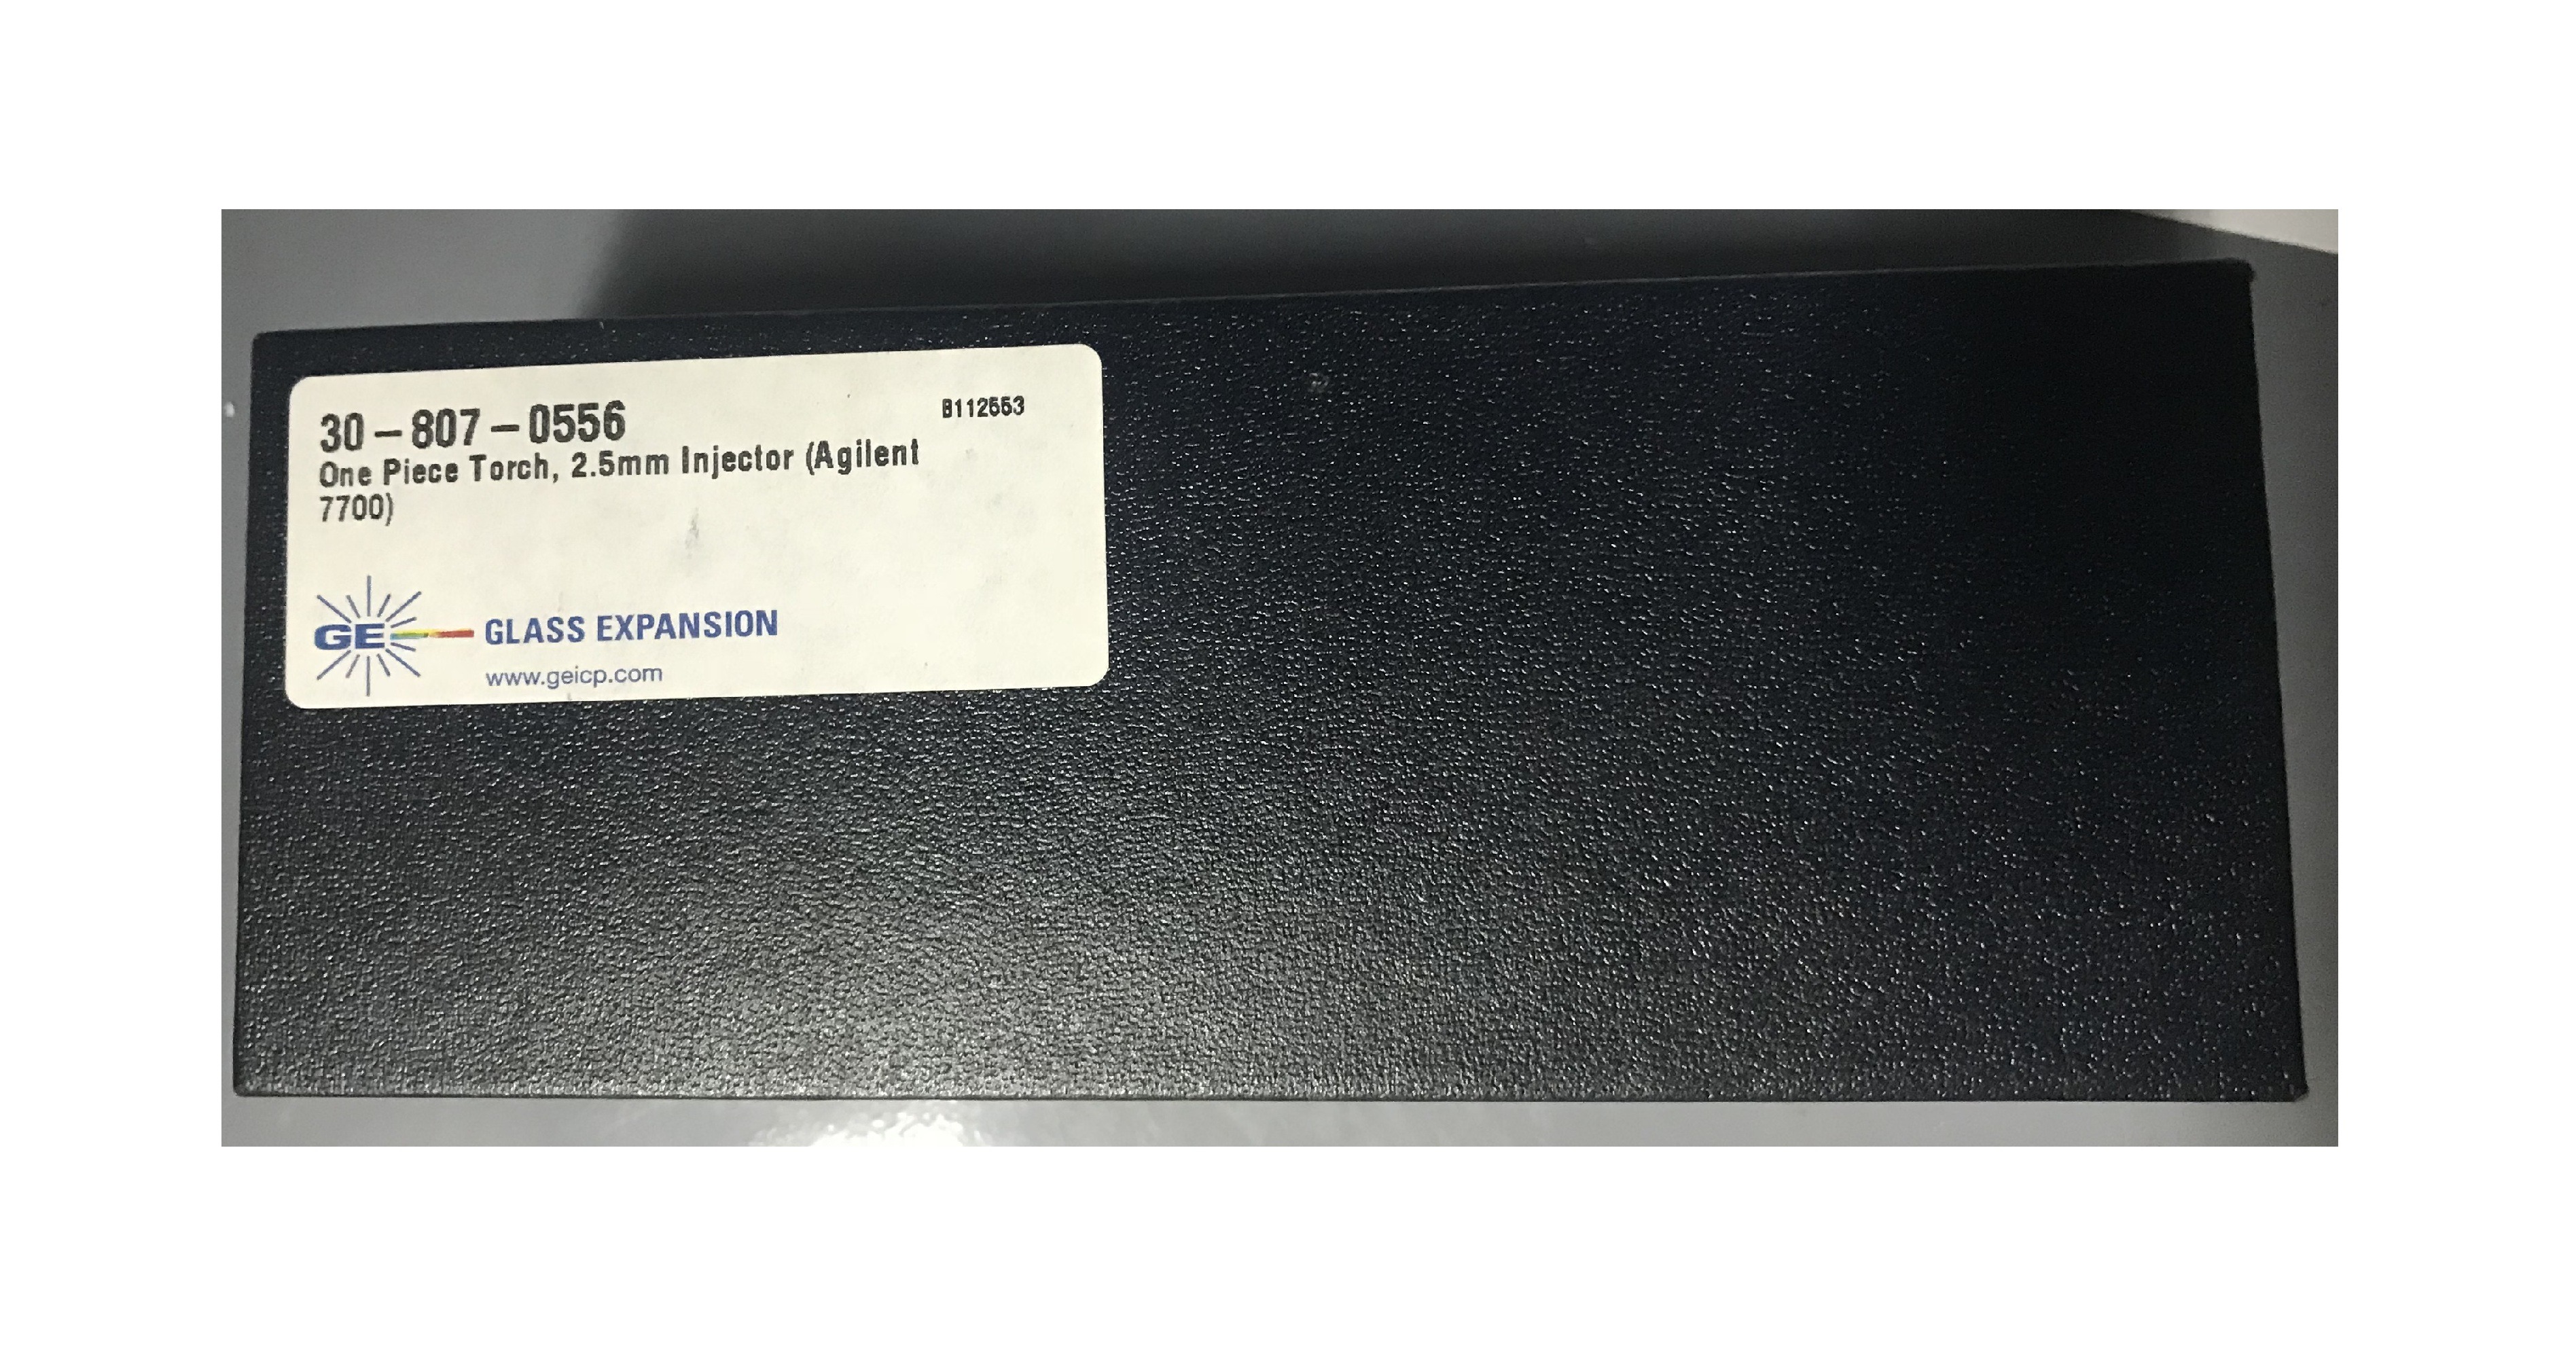 30-807-0556
B112553
One Piece Torch, 2.5mm Injector (Agilent
7700)
GE GLASS EXPANSION
www.geicp.com